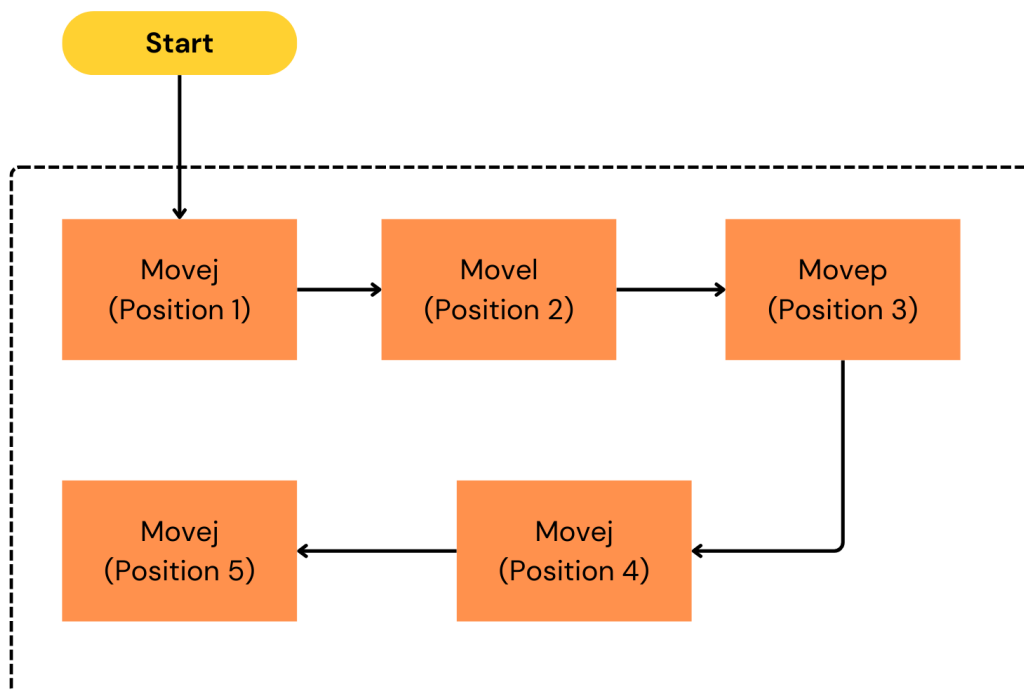 Start
Movej
(Position 1)
Movel
(Position 2)
Movep
(Position 3)
Movej
(Position 4)
Movej
(Position 5)